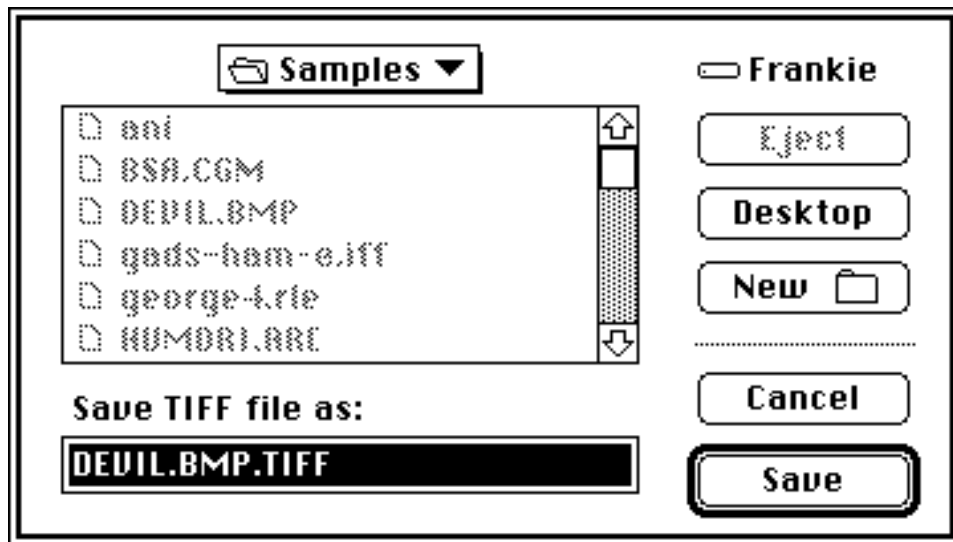 Samples
Frankie
ani
BSA.CGM
DEVIL.BMP
gads-ham-e.iff
george-4.rle
HUMDRI.ARC
Eject
Desktop
New
Save TIFF file as:
DEVIL.BMP.TIFF
Cancel
Save